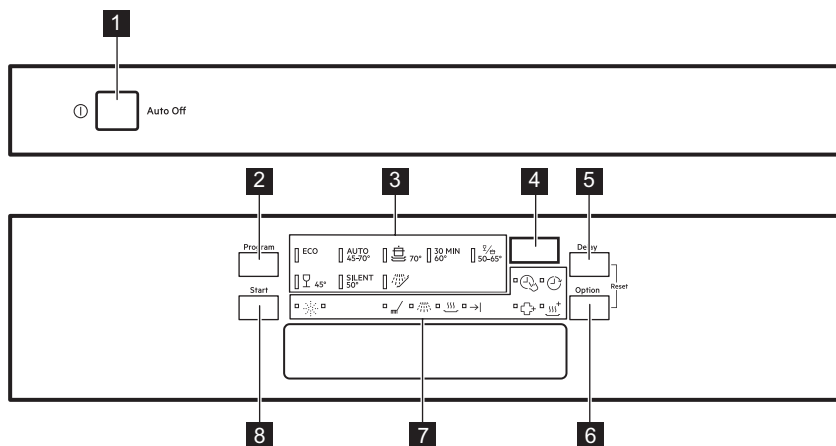 1
Auto Off
2
3
4
5
Program
ECO
AUTO
45-70°
70°
30 MIN
60°
50-65°
Delay
45°
SILENT
50°
Start
Option
Reset
8
7
6